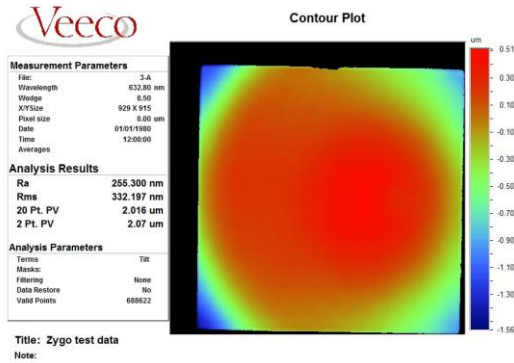 Veeco
Contour Plot
Measurement Parameters
File: 3-A
Wavelength 632.80 nm
Wedge 0.50
X/YSize 929 X 915
Pixel size 0.00 um
Date 01/01/1980
Time 12:00:00
Averages
Analysis Results
Ra 255.300 nm
Rms 332.197 nm
20 Pt. PV 2.016 um
2 Pt. PV 2.07 um
Analysis Parameters
Terms Tilt
Masks:
Filtering None
Data Restore No
Valid Points 688622
um
0.51
0.30
0.10
-0.10
-0.30
-0.50
-0.70
-0.90
-1.10
-1.30
-1.56
Title: Zygo test data
Note: